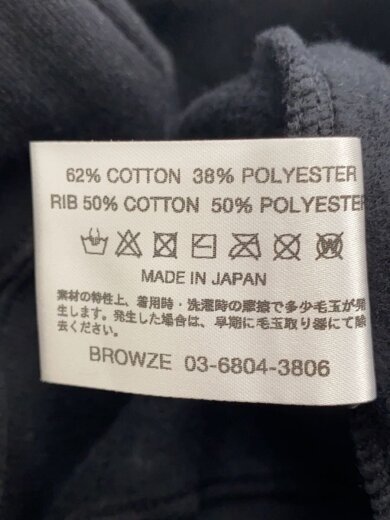 62% COTTON 38% POLYESTER
RIB 50% COTTON 50% POLYESTER
MADE IN JAPAN
素材の特性上、着用時・洗濯時の摩擦で多少毛玉が発
生します。発生した場合は、早期に毛玉取り器にて除
去ください。
BROWZE 03-6804-3806